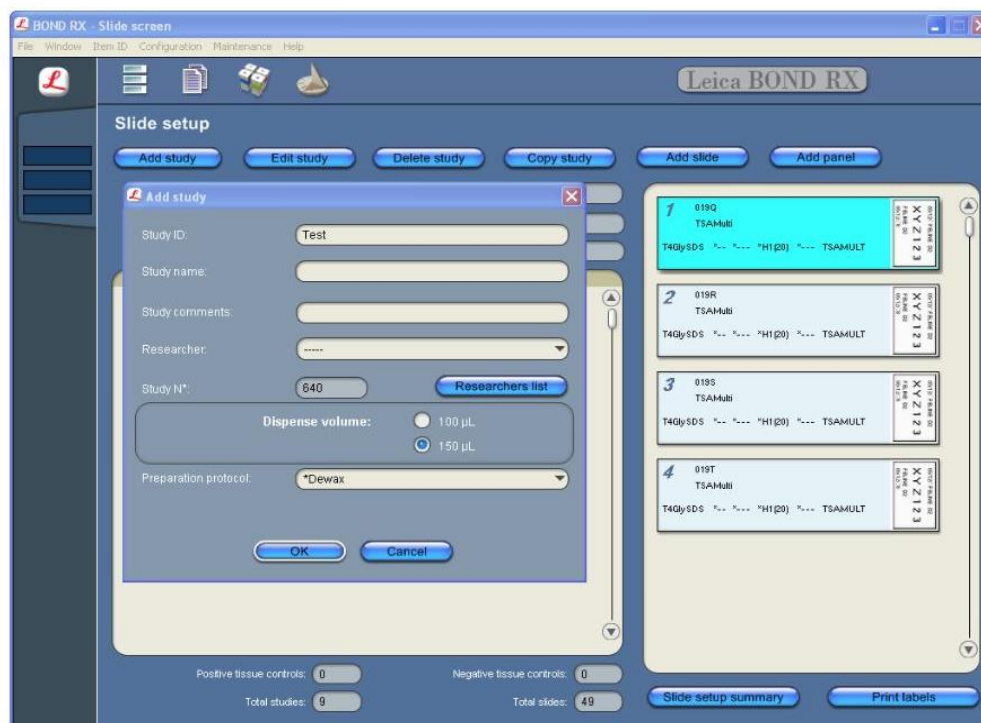 BOND RX - Slide screen
File Window Item ID Configuration Maintenance Help
Leica BOND RX
Slide setup
Add study
Edit study
Delete study
Copy study
Add slide
Add panel
Add study
Study ID:
Test
Study name:
Study comments:
Researcher:
-----
Study N°:
640
Researchers list
Dispense volume:
100 µL
150 µL
Preparation protocol:
*Dewax
OK
Cancel
1
019Q
TSAMulti
T4GlySDS *-- *--- *H1(20) *--- TSAMULT
XYZ123
2
019R
TSAMulti
T4GlySDS *-- *--- *H1(20) *--- TSAMULT
XYZ123
3
019S
TSAMulti
T4GlySDS *-- *--- *H1(20) *--- TSAMULT
XYZ123
4
019T
TSAMulti
T4GlySDS *-- *--- *H1(20) *--- TSAMULT
XYZ123
Positive tissue controls: 0
Negative tissue controls: 0
Total studies: 9
Total slides: 49
Slide setup summary
Print labels